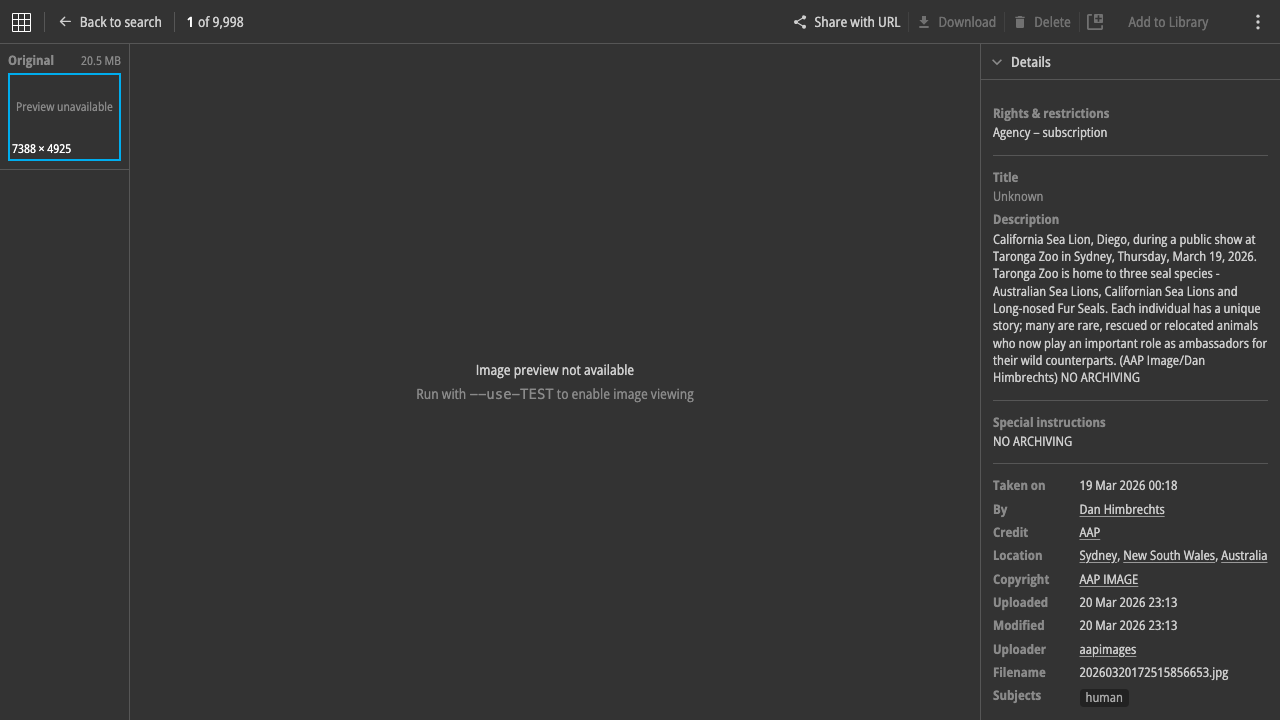 Back to search
1 of 9,998
Share with URL
Download
Delete
Add to Library
Original 20.5 MB
Preview unavailable
7388 × 4925
Image preview not available
Run with --use-TEST to enable image viewing
Details
Rights & restrictions
Agency – subscription
Title
Unknown
Description
California Sea Lion, Diego, during a public show at
Taronga Zoo in Sydney, Thursday, March 19, 2026.
Taronga Zoo is home to three seal species -
Australian Sea Lions, Californian Sea Lions and
Long-nosed Fur Seals. Each individual has a unique
story; many are rare, rescued or relocated animals
who now play an important role as ambassadors for
their wild counterparts. (AAP Image/Dan
Himbrechts) NO ARCHIVING
Special instructions
NO ARCHIVING
Taken on 19 Mar 2026 00:18
By Dan Himbrechts
Credit AAP
Location Sydney, New South Wales, Australia
Copyright AAP IMAGE
Uploaded 20 Mar 2026 23:13
Modified 20 Mar 2026 23:13
Uploader aapimages
Filename 20260320172515856653.jpg
Subjects human